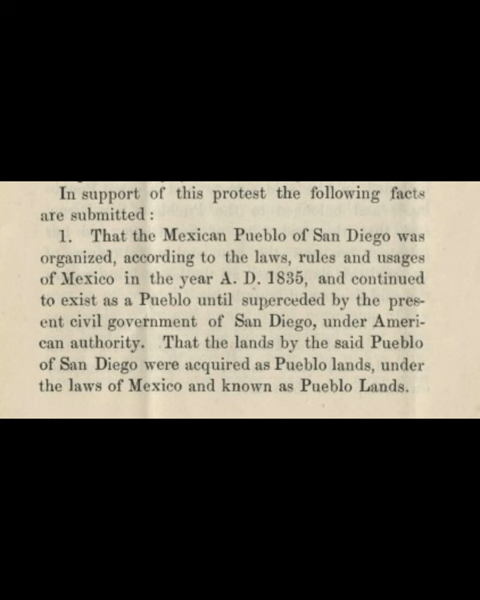 In support of this protest the following facts
are submitted :
1. That the Mexican Pueblo of San Diego was
organized, according to the laws, rules and usages
of Mexico in the year A. D. 1835, and continued
to exist as a Pueblo until superceded by the pres-
ent civil government of San Diego, under Ameri-
can authority. That the lands by the said Pueblo
of San Diego were acquired as Pueblo lands, under
the laws of Mexico and known as Pueblo Lands.